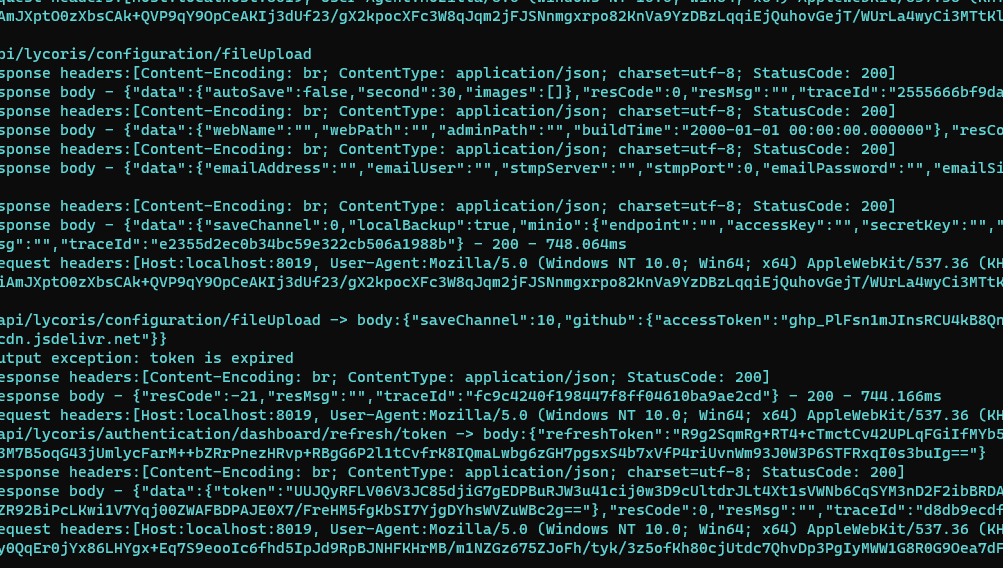 equest headers:[Host:localhost:8019, User-Agent:Mozilla/5.0 (Windows NT 10.0; Win64; x64) AppleWebKit/537.36 (KH
AmJXptO0zXbsCAk+QVP9qY9OpCeAKIj3dUf23/gX2kpocXFc3W8qJqm2jFJSNnmgxrpo82KnVa9YzDBzLqqiEjQuhovGejT/WUrLa4wyCi3MTtKl
pi/lycoris/configuration/fileUpload
sponse headers:[Content-Encoding: br; ContentType: application/json; charset=utf-8; StatusCode: 200]
sponse body - {"data":{"autoSave":false,"second":30,"images":[]},"resCode":0,"resMsg":"","traceId":"2555666bf9da
sponse headers:[Content-Encoding: br; ContentType: application/json; charset=utf-8; StatusCode: 200]
sponse body - {"data":{"webName":"","webPath":"","adminPath":"","buildTime":"2000-01-01 00:00:00.000000"},"resCo
sponse headers:[Content-Encoding: br; ContentType: application/json; charset=utf-8; StatusCode: 200]
sponse body - {"data":{"emailAddress":"","emailUser":"","stmpServer":"","stmpPort":0,"emailPassword":"","emailSi
sponse headers:[Content-Encoding: br; ContentType: application/json; charset=utf-8; StatusCode: 200]
sponse body - {"data":{"saveChannel":0,"localBackup":true,"minio":{"endpoint":"","accessKey":"","secretKey":"","
sg":"","traceId":"e2355d2ec0b34bc59e322cb506a1988b"} - 200 - 748.064ms
equest headers:[Host:localhost:8019, User-Agent:Mozilla/5.0 (Windows NT 10.0; Win64; x64) AppleWebKit/537.36 (KH
iAmJXptO0zXbsCAk+QVP9qY9OpCeAKIj3dUf23/gX2kpocXFc3W8qJqm2jFJSNnmgxrpo82KnVa9YzDBzLqqiEjQuhovGejT/WUrLa4wyCi3MTtK
api/lycoris/configuration/fileUpload -> body:{"saveChannel":10,"github":{"accessToken":"ghp_PlFsn1mJInsRCU4kB8Qn
cdn.jsdelivr.net"}}
utput exception: token is expired
esponse headers:[Content-Encoding: br; ContentType: application/json; StatusCode: 200]
esponse body - {"resCode":-21,"resMsg":"","traceId":"fc9c4240f198447f8ff04610ba9ae2cd"} - 200 - 744.166ms
equest headers:[Host:localhost:8019, User-Agent:Mozilla/5.0 (Windows NT 10.0; Win64; x64) AppleWebKit/537.36 (KH
api/lycoris/authentication/dashboard/refresh/token -> body:{"refreshToken":"R9g2SqmRg+RT4+cTmctCv42UPLqFGiIfMYb5
3M7B5oqG43jUmlycFarM++bZRrPnezHRvp+RBgG6P2l1tCvfrK8IQmaLwbg6zGH7pgsxS4b7xVfP4riUvnWm93J0W3P6STFRxqI0s3buIg=="}
esponse headers:[Content-Encoding: br; ContentType: application/json; charset=utf-8; StatusCode: 200]
esponse body - {"data":{"token":"UUJQyRFLV06V3JC85djiG7gEDPBuRJW3u41cij0w3D9cUltdrJLt4Xt1sVWNb6CqSYM3nD2F2ibBRDA
ZR92BiPcLKwi1V7Yqj00ZWAFBDPAJE0X7/FreHM5fgKbSI7YjgDYhsWVZuWBc2g=="},"resCode":0,"resMsg":"","traceId":"d8db9ecdf
equest headers:[Host:localhost:8019, User-Agent:Mozilla/5.0 (Windows NT 10.0; Win64; x64) AppleWebKit/537.36 (KH
y0QqEr0jYx86LHYgx+Eq7S9eooIc6fhd5IpJd9RpBJNHFKHrMB/m1NZGz675ZJoFh/tyk/3z5ofKh80cjUtdc7QhvDp3PgIyMWW1G8R0G9Oea7dF